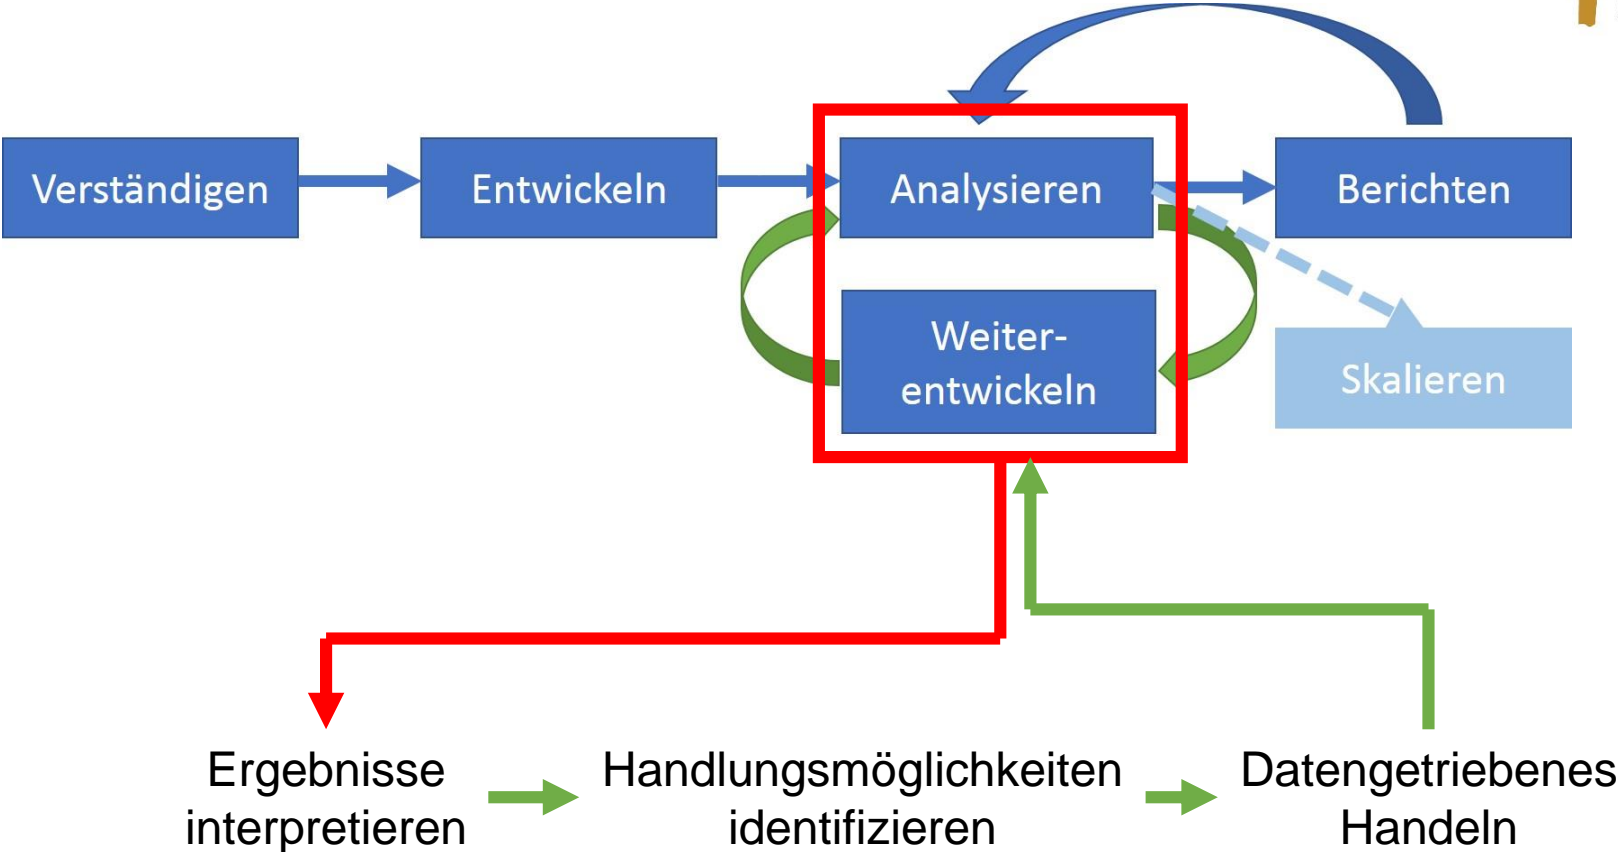 Verständigen
Entwickeln
Analysieren
Berichten
Weiter-
entwickeln
Skalieren
Ergebnisse
interpretieren
Handlungsmöglichkeiten
identifizieren
Datengetriebenes
Handeln